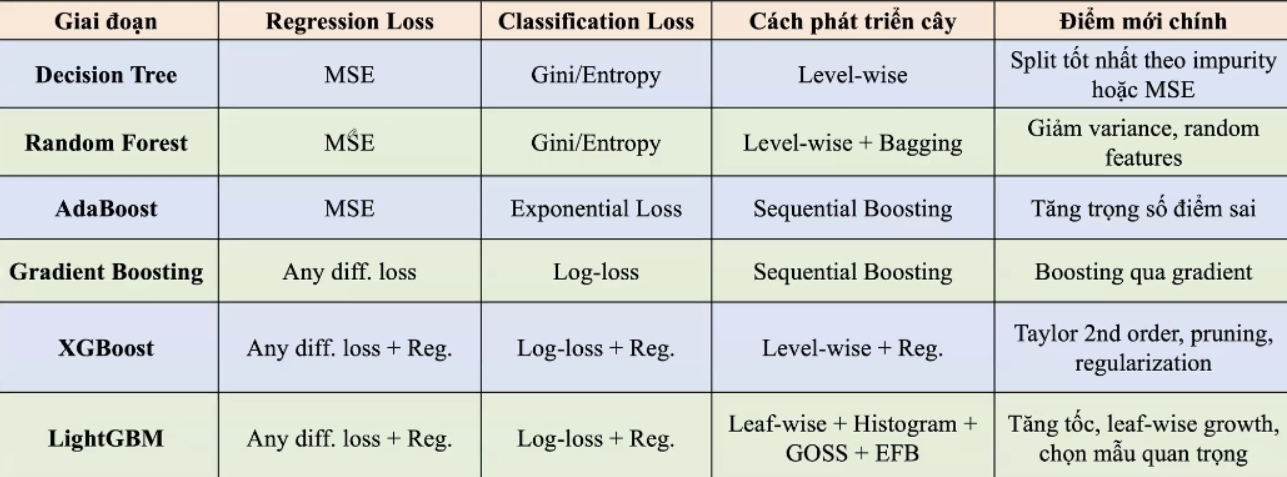 Giai đoạn Regression Loss Classification Loss Cách phát triển cây Điểm mới chính
Decision Tree MSE Gini/Entropy Level-wise Split tốt nhất theo impurity
hoặc MSE
Random Forest MSE Gini/Entropy Level-wise + Bagging Giảm variance, random
features
AdaBoost MSE Exponential Loss Sequential Boosting Tăng trọng số điểm sai
Gradient Boosting Any diff. loss Log-loss Sequential Boosting Boosting qua gradient
XGBoost Any diff. loss + Reg. Log-loss + Reg. Level-wise + Reg. Taylor 2nd order, pruning,
regularization
LightGBM Any diff. loss + Reg. Log-loss + Reg. Leaf-wise + Histogram +
GOSS + EFB
Tăng tốc, leaf-wise growth,
chọn mẫu quan trọng